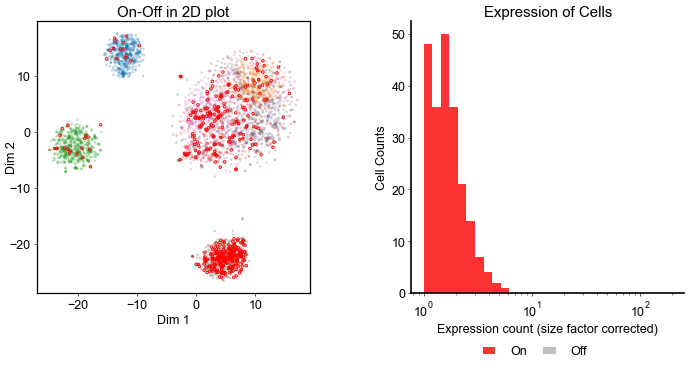 On-Off in 2D plot
Dim 2
10
0
−10
−20
−20
−10
0
10
Dim 1
Expression of Cells
Cell Counts
50
40
30
20
10
0
10^0
10^1
10^2
Expression count (size factor corrected)
On
Off